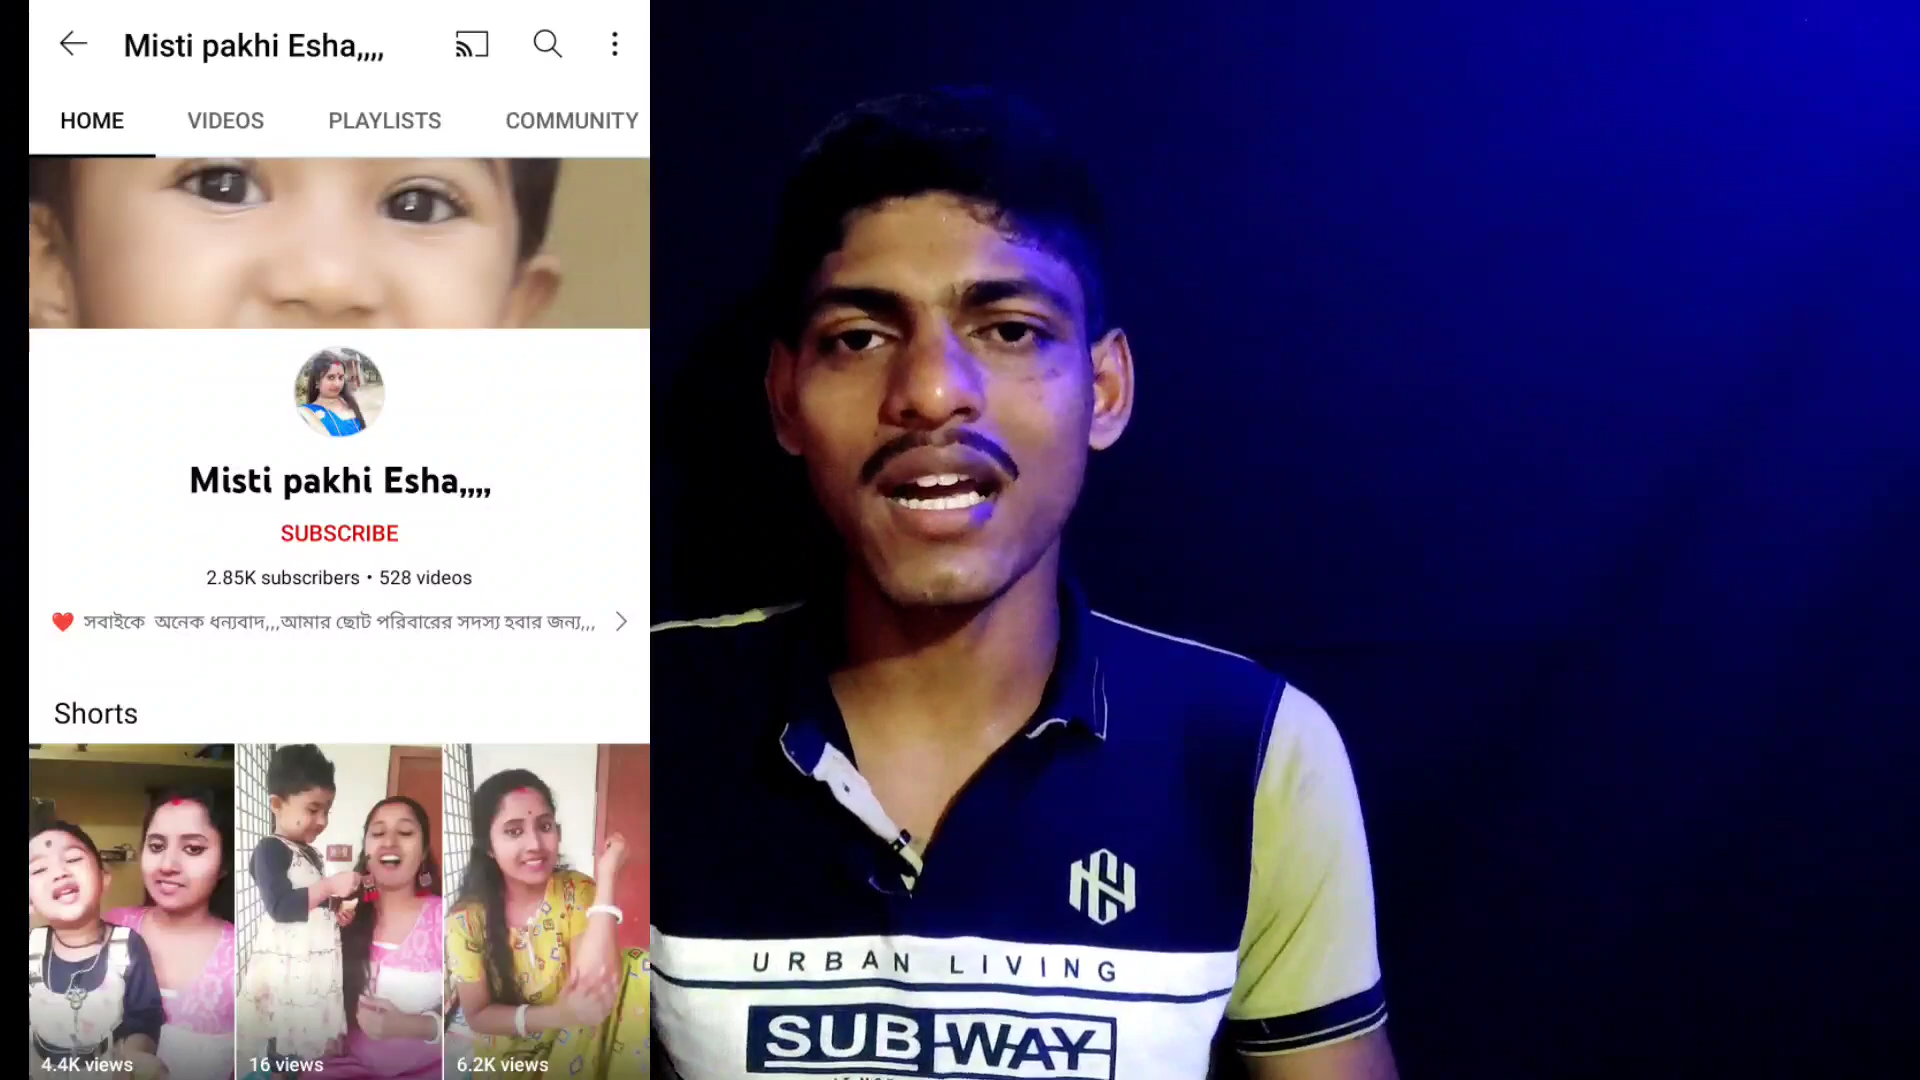 Misti pakhi Esha,,,,
HOME VIDEOS PLAYLISTS COMMUNITY
Misti pakhi Esha,,,,
SUBSCRIBE
2.85K subscribers • 528 videos
❤️ সবাইকে অনেক ধন্যবাদ,,,আমার ছোট পরিবারের সদস্য হবার জন্য,,,
Shorts
4.4K views
16 views
6.2K views
URBAN LIVING
SUBWAY